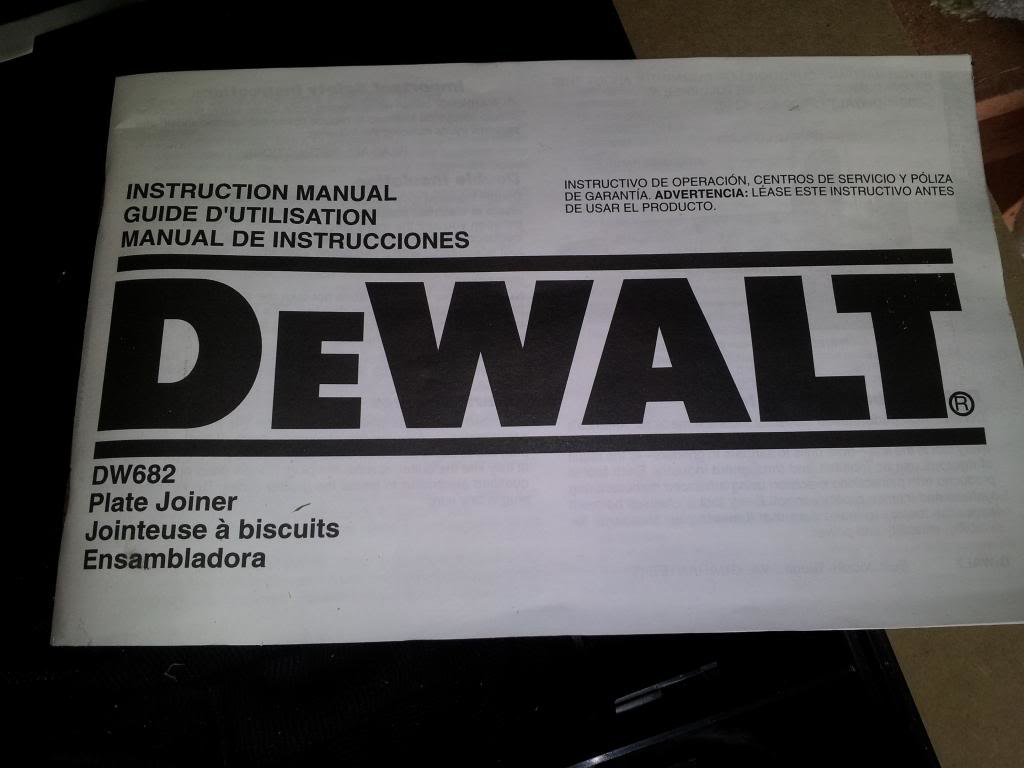 INSTRUCTION MANUAL
GUIDE D'UTILISATION
MANUAL DE INSTRUCCIONES
INSTRUCTIVO DE OPERACIÓN, CENTROS DE SERVICIO Y PÓLIZA
DE GARANTÍA. ADVERTENCIA: LÉASE ESTE INSTRUCTIVO ANTES
DE USAR EL PRODUCTO.
DEWALT®
DW682
Plate Joiner
Jointeuse à biscuits
Ensambladora